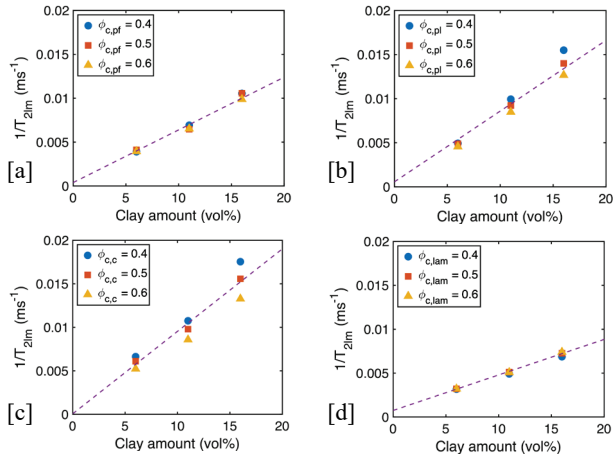 0.02
0.015
0.01
0.005
0
1/T2lm (ms-1)
ϕc,pf = 0.4
ϕc,pf = 0.5
ϕc,pf = 0.6
0 5 10 15 20
Clay amount (vol%)
[a]
0.02
0.015
0.01
0.005
0
1/T2lm (ms-1)
ϕc,pl = 0.4
ϕc,pl = 0.5
ϕc,pl = 0.6
0 5 10 15 20
Clay amount (vol%)
[b]
0.02
0.015
0.01
0.005
0
1/T2lm (ms-1)
ϕc,c = 0.4
ϕc,c = 0.5
ϕc,c = 0.6
0 5 10 15 20
Clay amount (vol%)
[c]
0.02
0.015
0.01
0.005
0
1/T2lm (ms-1)
ϕc,lam = 0.4
ϕc,lam = 0.5
ϕc,lam = 0.6
0 5 10 15 20
Clay amount (vol%)
[d]